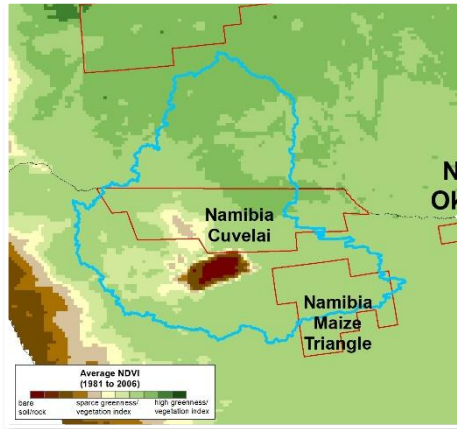 N
Ok
Namibia
Cuvelai
Namibia
Maize
Triangle
Average NDVI
(1981 to 2006)
bare
soil/rock
sparce greenness/
vegetation index
high greenness/
vegetation index